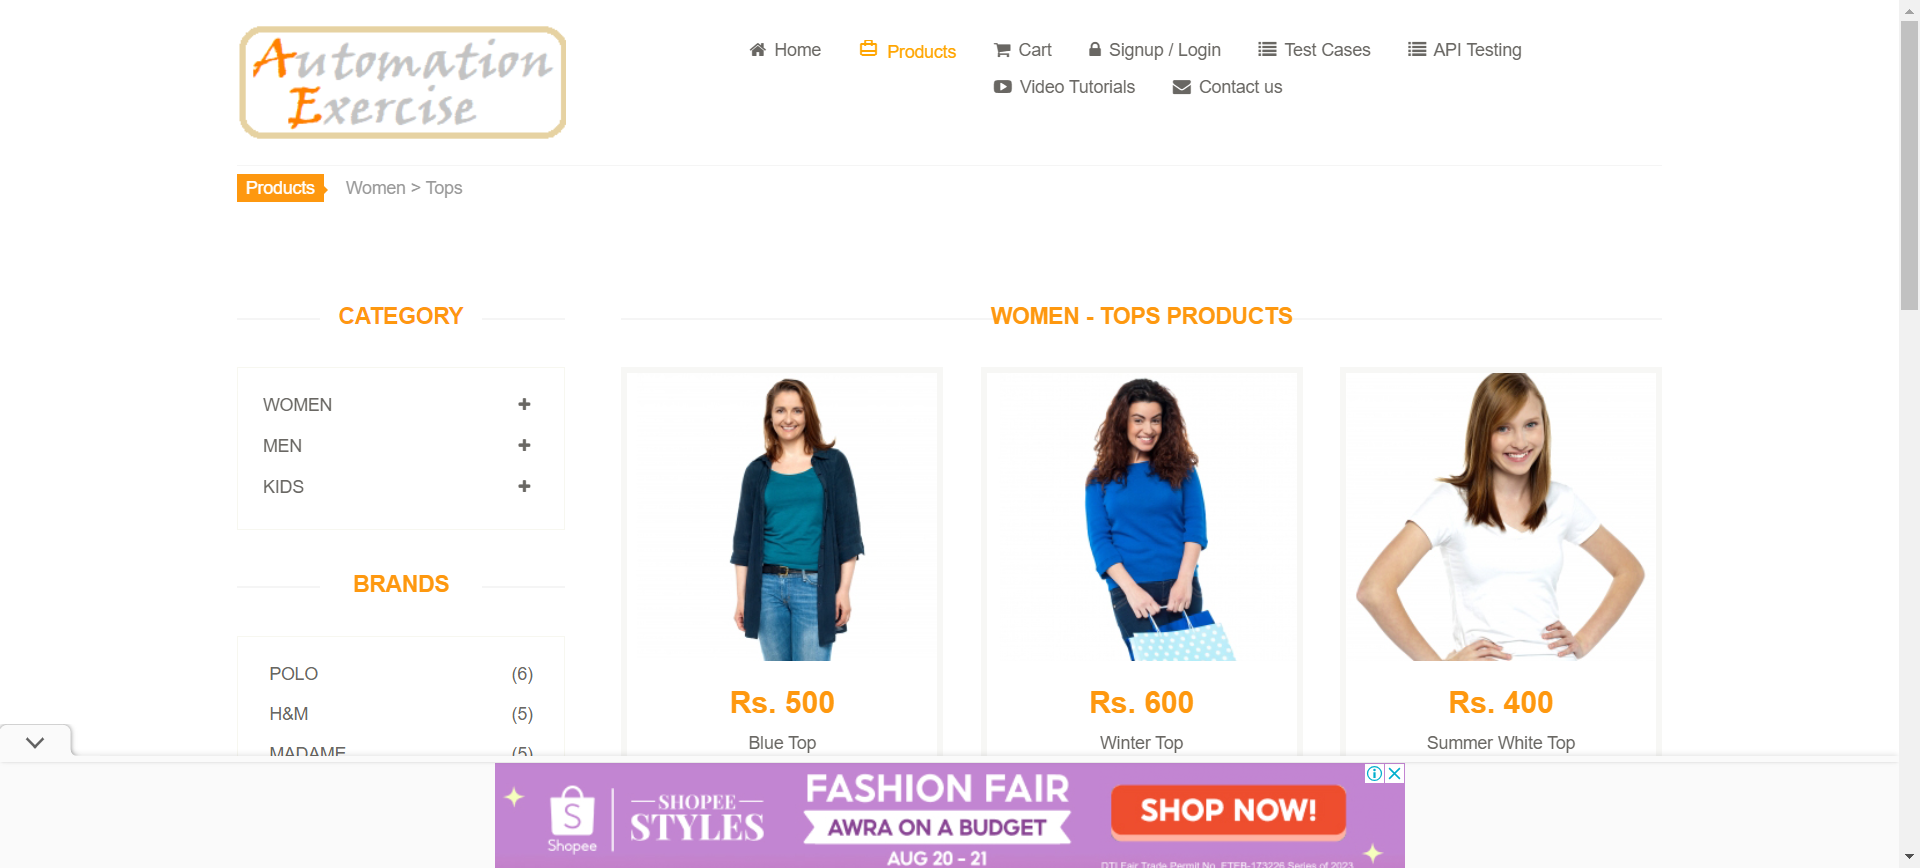 Automation
Exercise
Home
Products
Cart
Signup / Login
Test Cases
API Testing
Video Tutorials
Contact us
Products
Women > Tops
CATEGORY
WOMEN
MEN
KIDS
BRANDS
POLO (6)
H&M (5)
MADAME (5)
WOMEN - TOPS PRODUCTS
Rs. 500
Blue Top
Rs. 600
Winter Top
Rs. 400
Summer White Top
S
Shopee
SHOPEE
STYLES
FASHION FAIR
AWRA ON A BUDGET
AUG 20 - 21
SHOP NOW!
DTI Fair Trade Permit No. FTEB-173226 Series of 2023